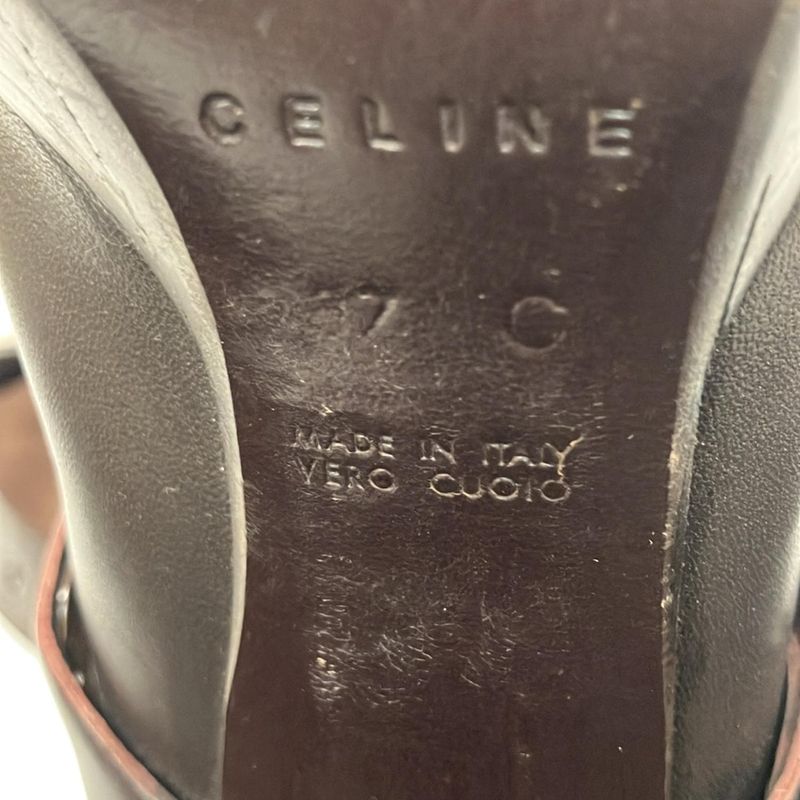 CELINE
7 C
MADE IN ITALY
VERO CUOIO